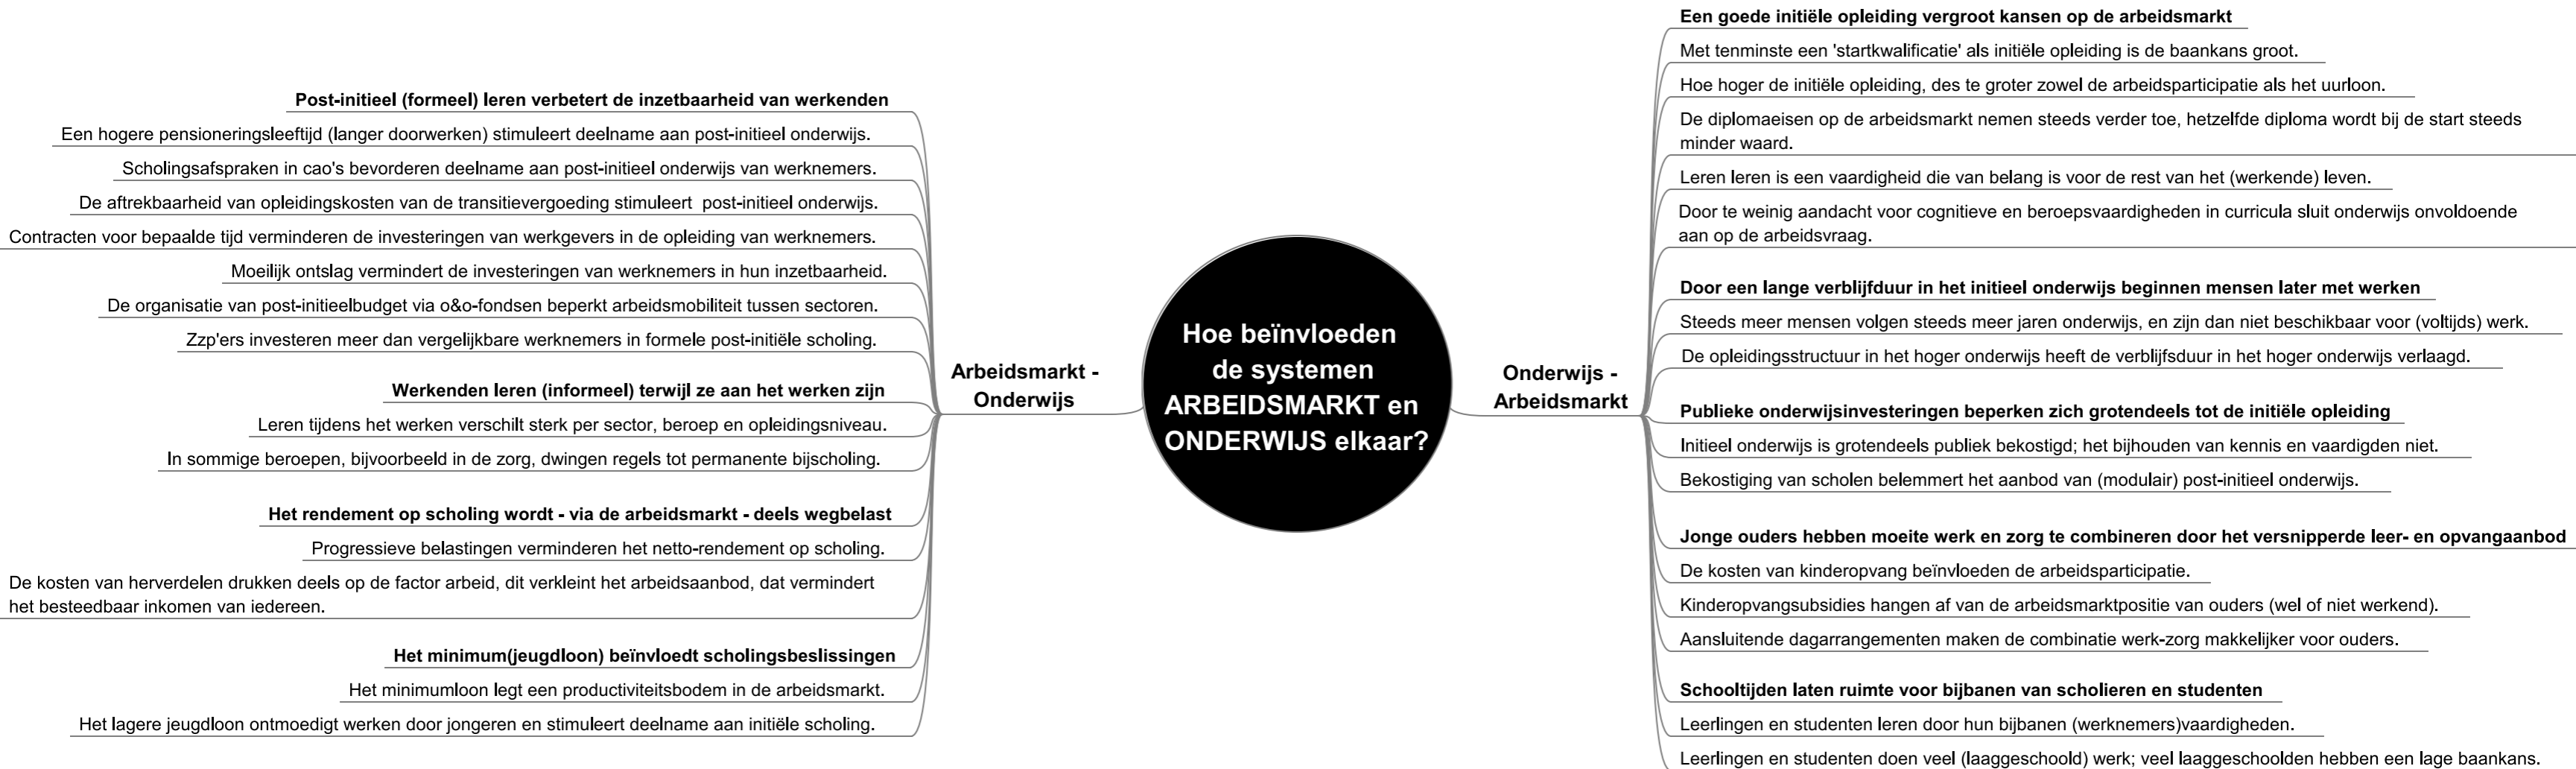 Post-initieel (formeel) leren verbetert de inzetbaarheid van werkenden
Een hogere pensioneringsleeftijd (langer doorwerken) stimuleert deelname aan post-initieel onderwijs.
Scholingsafspraken in cao's bevorderen deelname aan post-initieel onderwijs van werknemers.
De aftrekbaarheid van opleidingskosten van de transitievergoeding stimuleert  post-initieel onderwijs.
Contracten voor bepaalde tijd verminderen de investeringen van werkgevers in de opleiding van werknemers.
Moeilijk ontslag vermindert de investeringen van werknemers in hun inzetbaarheid.
De organisatie van post-initieelbudget via o&o-fondsen beperkt arbeidsmobiliteit tussen sectoren.
Zzp'ers investeren meer dan vergelijkbare werknemers in formele post-initiële scholing.
Werkenden leren (informeel) terwijl ze aan het werken zijn
Leren tijdens het werken verschilt sterk per sector, beroep en opleidingsniveau.
In sommige beroepen, bijvoorbeeld in de zorg, dwingen regels tot permanente bijscholing.
Het rendement op scholing wordt - via de arbeidsmarkt - deels wegbelast
Progressieve belastingen verminderen het netto-rendement op scholing.
De kosten van herverdelen drukken deels op de factor arbeid, dit verkleint het arbeidsaanbod, dat vermindert
het besteedbaar inkomen van iedereen.
Het minimum(jeugdloon) beïnvloedt scholingsbeslissingen
Het minimumloon legt een productiviteitsbodem in de arbeidsmarkt.
Het lagere jeugdloon ontmoedigt werken door jongeren en stimuleert deelname aan initiële scholing.
Arbeidsmarkt -
Onderwijs
Hoe beïnvloeden
de systemen
ARBEIDSMARKT en
ONDERWIJS elkaar?
Onderwijs -
Arbeidsmarkt
Een goede initiële opleiding vergroot kansen op de arbeidsmarkt
Met tenminste een 'startkwalificatie' als initiële opleiding is de baankans groot.
Hoe hoger de initiële opleiding, des te groter zowel de arbeidsparticipatie als het uurloon.
De diplomaeisen op de arbeidsmarkt nemen steeds verder toe, hetzelfde diploma wordt bij de start steeds
minder waard.
Leren leren is een vaardigheid die van belang is voor de rest van het (werkende) leven.
Door te weinig aandacht voor cognitieve en beroepsvaardigheden in curricula sluit onderwijs onvoldoende
aan op de arbeidsvraag.
Door een lange verblijfduur in het initieel onderwijs beginnen mensen later met werken
Steeds meer mensen volgen steeds meer jaren onderwijs, en zijn dan niet beschikbaar voor (voltijds) werk.
De opleidingsstructuur in het hoger onderwijs heeft de verblijfsduur in het hoger onderwijs verlaagd.
Publieke onderwijsinvesteringen beperken zich grotendeels tot de initiële opleiding
Initieel onderwijs is grotendeels publiek bekostigd; het bijhouden van kennis en vaardigden niet.
Bekostiging van scholen belemmert het aanbod van (modulair) post-initieel onderwijs.
Jonge ouders hebben moeite werk en zorg te combineren door het versnipperde leer- en opvangaanbod
De kosten van kinderopvang beïnvloeden de arbeidsparticipatie.
Kinderopvangsubsidies hangen af van de arbeidsmarktpositie van ouders (wel of niet werkend).
Aansluitende dagarrangementen maken de combinatie werk-zorg makkelijker voor ouders.
Schooltijden laten ruimte voor bijbanen van scholieren en studenten
Leerlingen en studenten leren door hun bijbanen (werknemers)vaardigheden.
Leerlingen en studenten doen veel (laaggeschoold) werk; veel laaggeschoolden hebben een lage baankans.